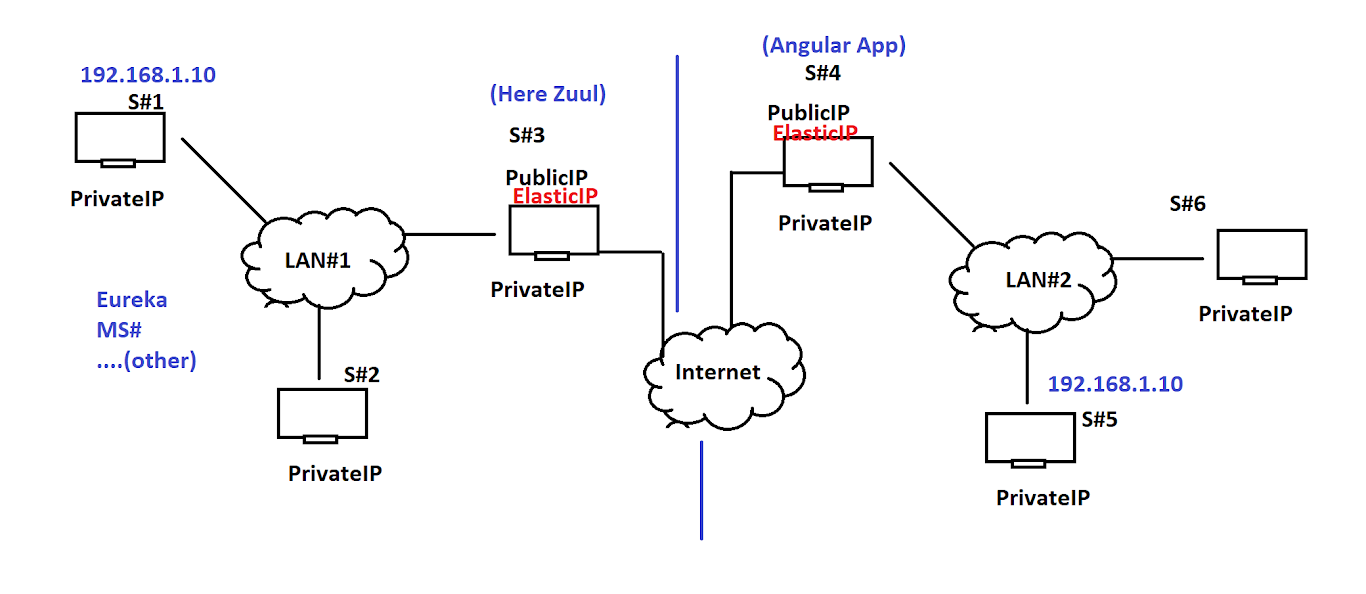 192.168.1.10
S#1
PrivateIP
LAN#1
Eureka
MS#
....(other)
S#2
PrivateIP
(Here Zuul)
S#3
PublicIP
ElasticIP
PrivateIP
Internet
(Angular App)
S#4
PublicIP
ElasticIP
PrivateIP
LAN#2
S#6
PrivateIP
192.168.1.10
S#5
PrivateIP